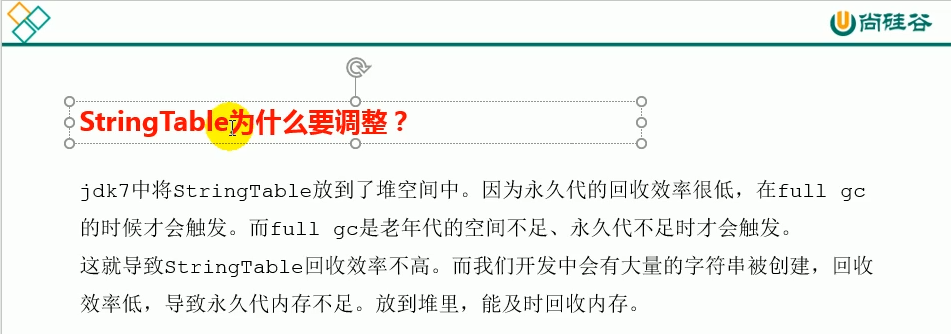 尚硅谷
StringTable为什么要调整？
jdk7中将StringTable放到了堆空间中。因为永久代的回收效率很低，在full gc
的时候才会触发。而full gc是老年代的空间不足、永久代不足时才会触发。
这就导致StringTable回收效率不高。而我们开发中会有大量的字符串被创建，回收
效率低，导致永久代内存不足。放到堆里，能及时回收内存。